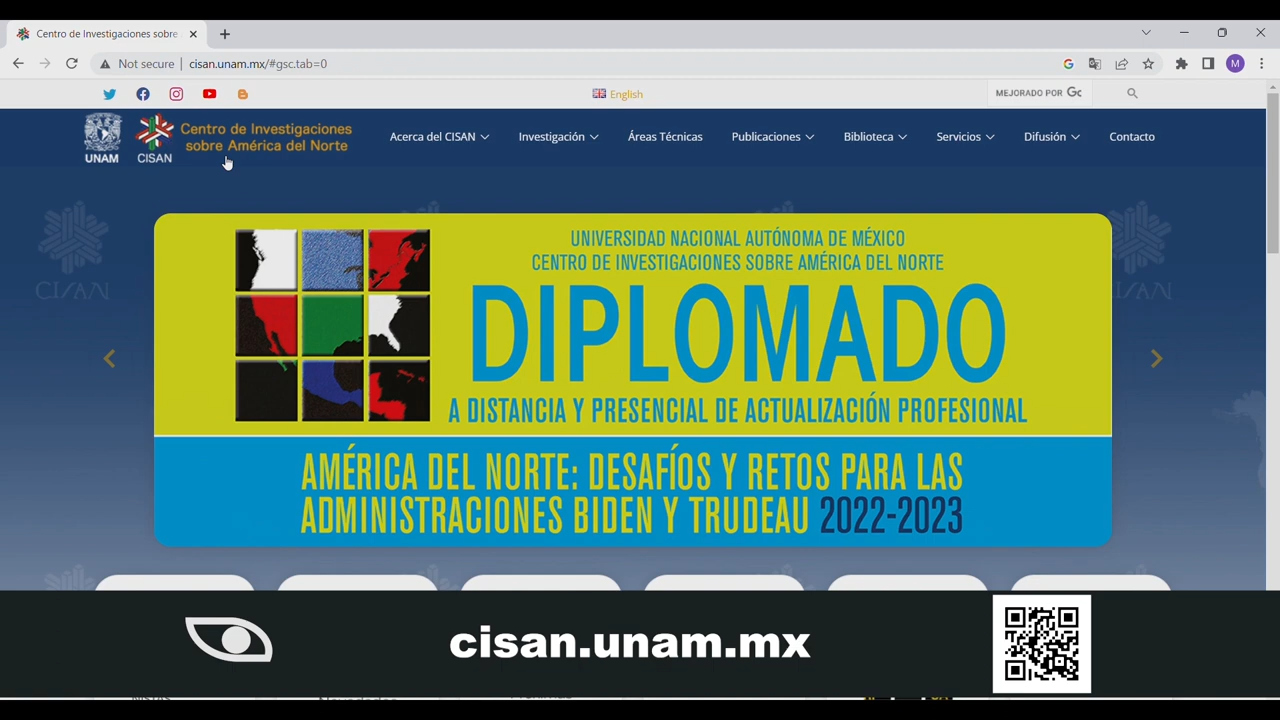 Centro de Investigaciones sobre
Not secure | cisan.unam.mx/#gsc.tab=0
M
English
MEJORADO POR
UNAM
CISAN
Centro de Investigaciones
sobre América del Norte
Acerca del CISAN
Investigación
Áreas Técnicas
Publicaciones
Biblioteca
Servicios
Difusión
Contacto
UNIVERSIDAD NACIONAL AUTÓNOMA DE MÉXICO
CENTRO DE INVESTIGACIONES SOBRE AMÉRICA DEL NORTE
DIPLOMADO
A DISTANCIA Y PRESENCIAL DE ACTUALIZACIÓN PROFESIONAL
AMÉRICA DEL NORTE: DESAFÍOS Y RETOS PARA LAS
ADMINISTRACIONES BIDEN Y TRUDEAU 2022-2023
CISAN
cisan.unam.mx